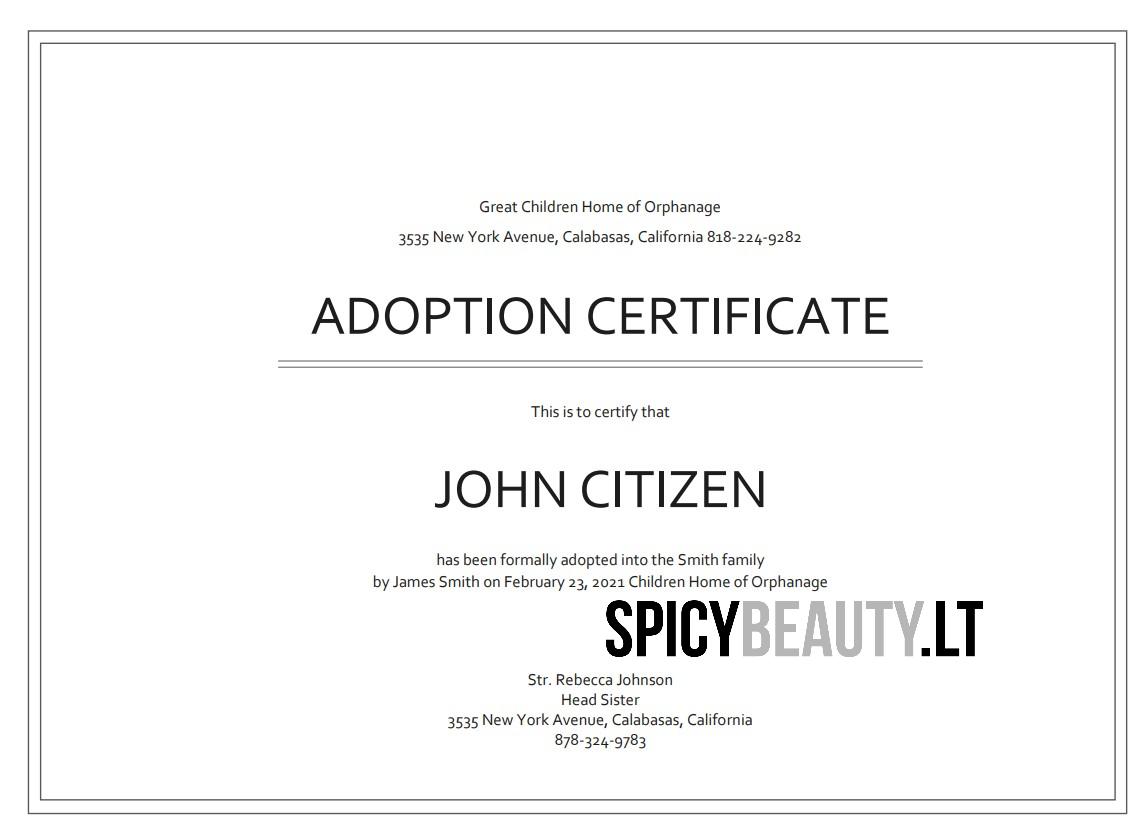 Great Children Home of Orphanage
3535 New York Avenue, Calabasas, California 818-224-9282
ADOPTION CERTIFICATE
This is to certify that
JOHN CITIZEN
has been formally adopted into the Smith family
by James Smith on February 23, 2021 Children Home of Orphanage
SPICYBEAUTY.LT
Str. Rebecca Johnson
Head Sister
3535 New York Avenue, Calabasas, California
878-324-9783